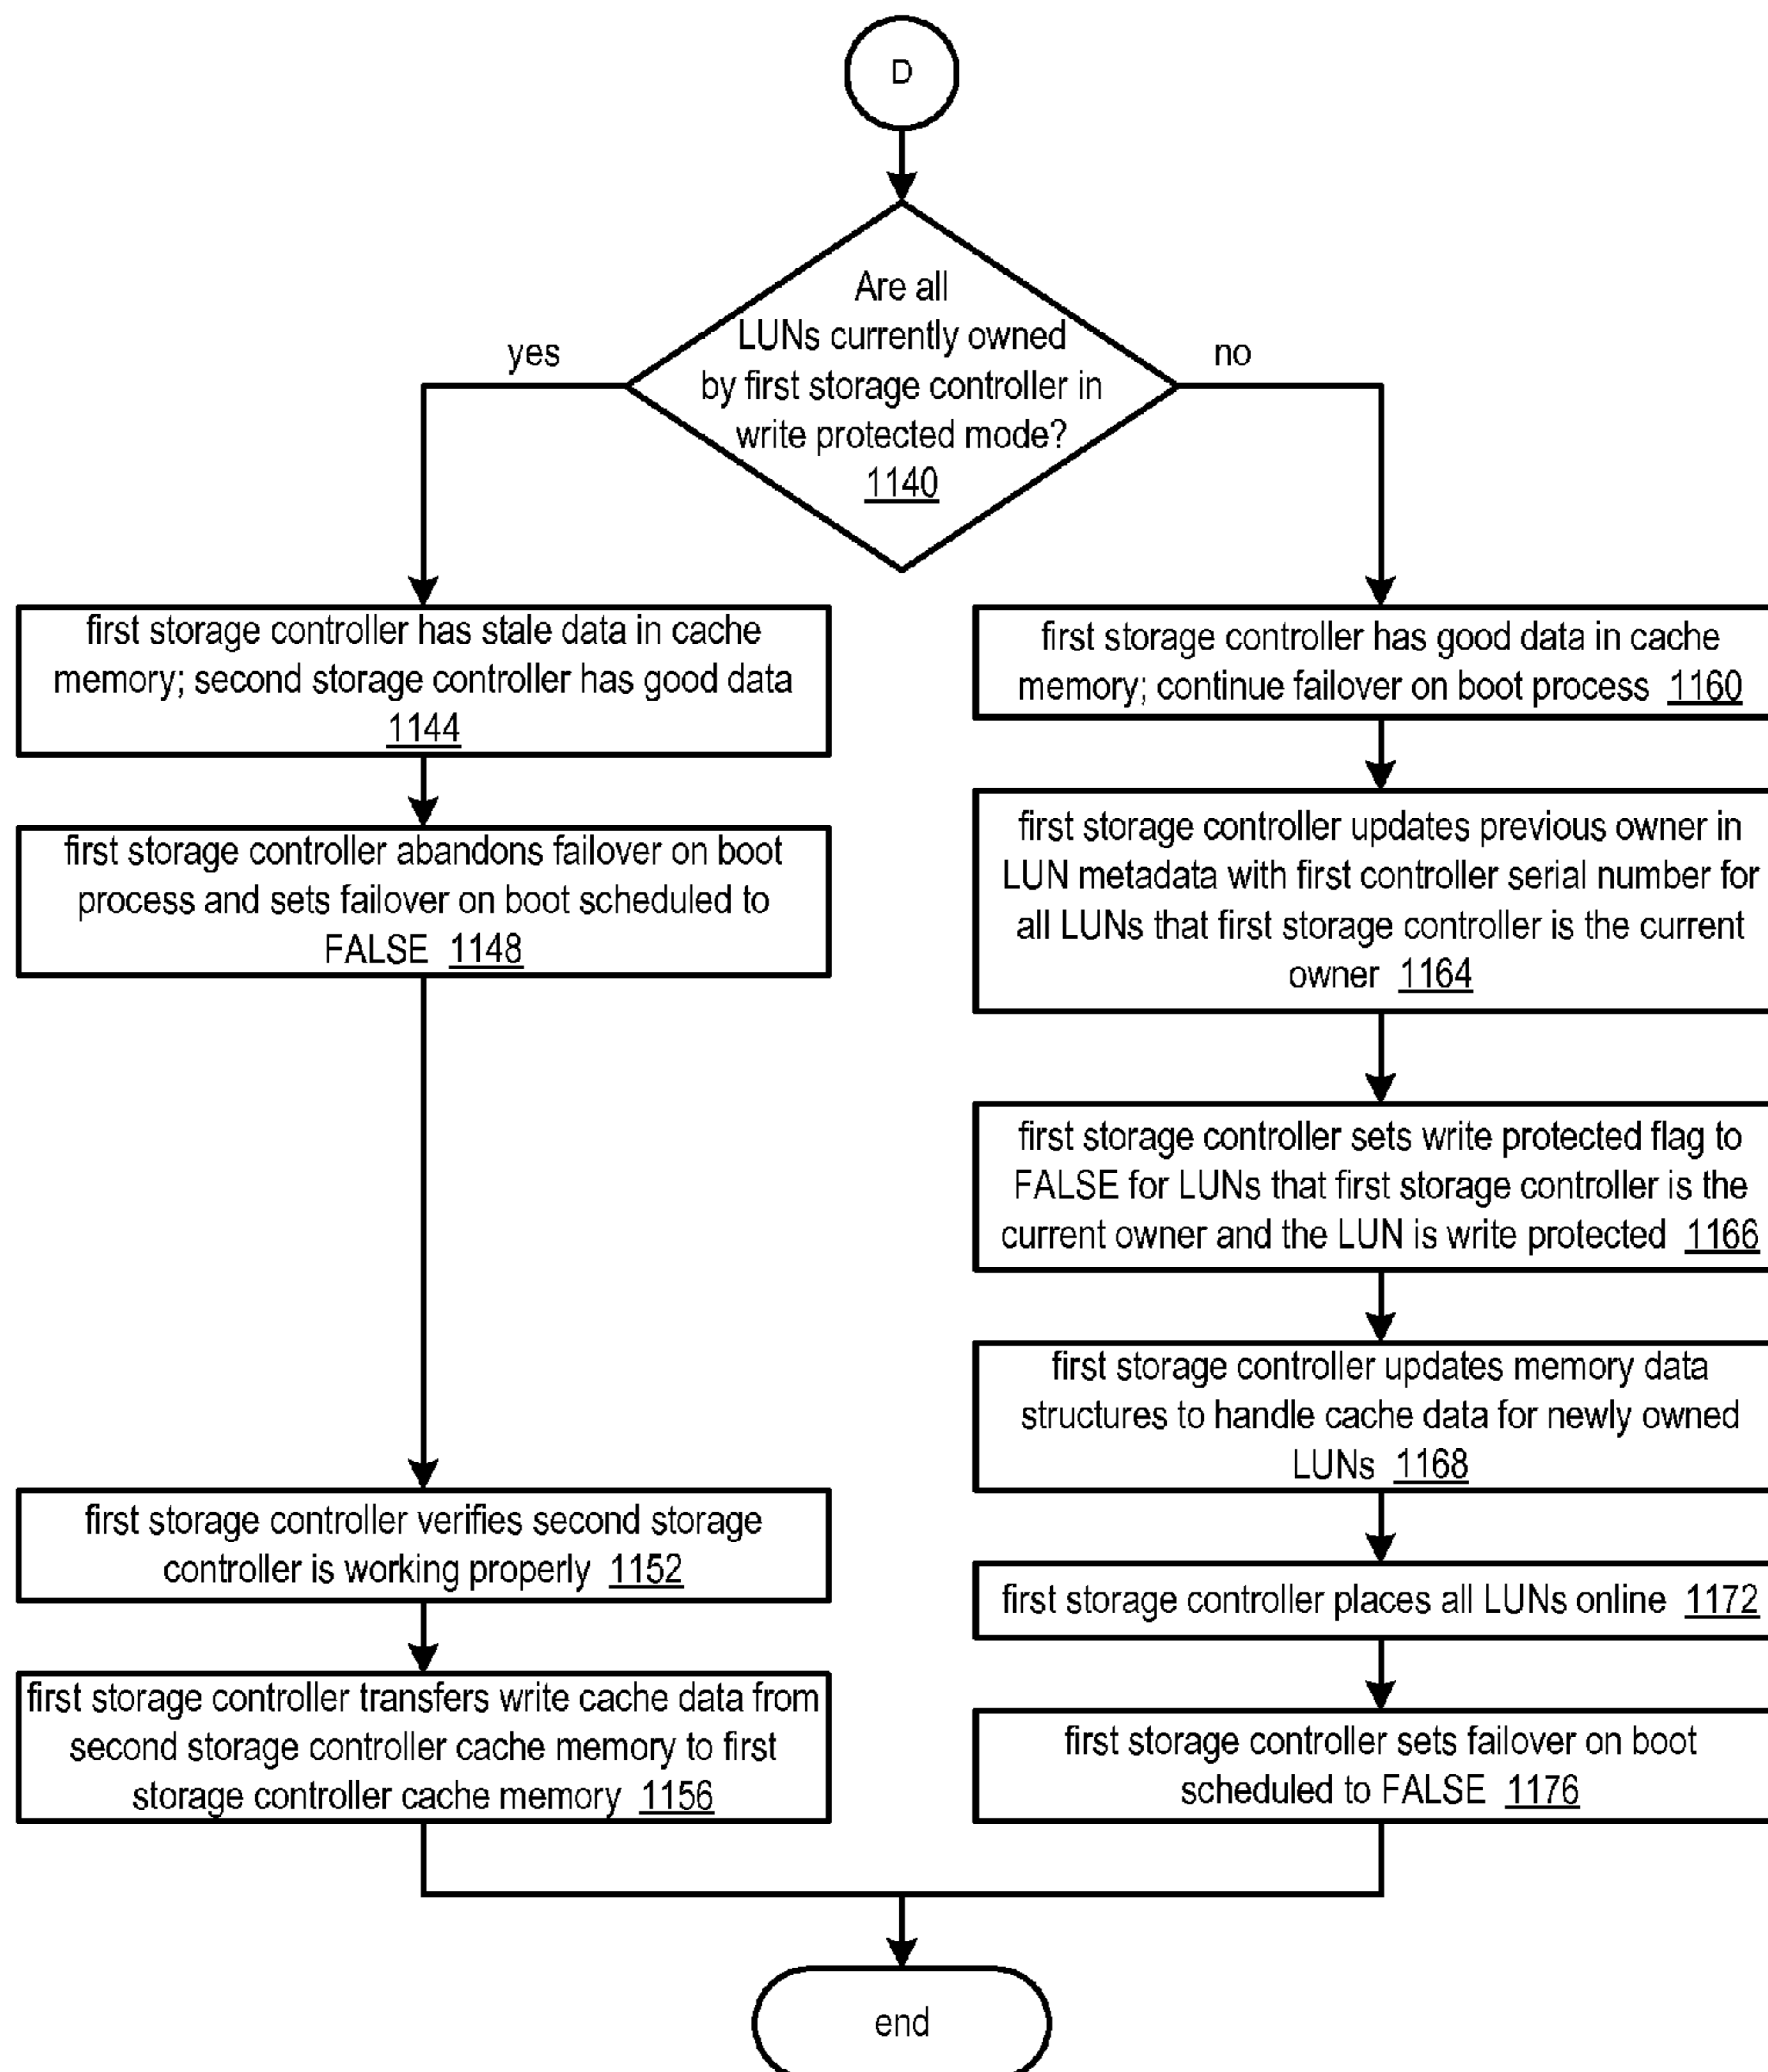 D
Are all
LUNs currently owned
by first storage controller in
write protected mode?
1140
yes
no
first storage controller has stale data in cache
memory; second storage controller has good data
1144
first storage controller abandons failover on boot
process and sets failover on boot scheduled to
FALSE 1148
first storage controller verifies second storage
controller is working properly 1152
first storage controller transfers write cache data from
second storage controller cache memory to first
storage controller cache memory 1156
first storage controller has good data in cache
memory; continue failover on boot process 1160
first storage controller updates previous owner in
LUN metadata with first controller serial number for
all LUNs that first storage controller is the current
owner 1164
first storage controller sets write protected flag to
FALSE for LUNs that first storage controller is the
current owner and the LUN is write protected 1166
first storage controller updates memory data
structures to handle cache data for newly owned
LUNs 1168
first storage controller places all LUNs online 1172
first storage controller sets failover on boot
scheduled to FALSE 1176
end